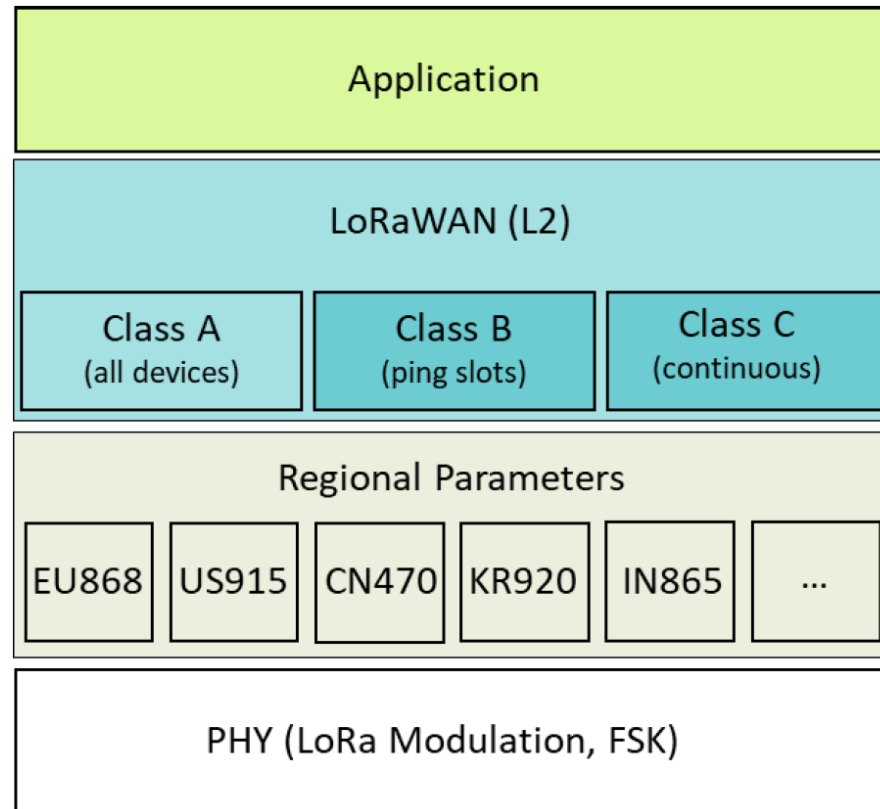 Application
LoRaWAN (L2)
Class A
(all devices)
Class B
(ping slots)
Class C
(continuous)
Regional Parameters
EU868 US915 CN470 KR920 IN865 ...
PHY (LoRa Modulation, FSK)